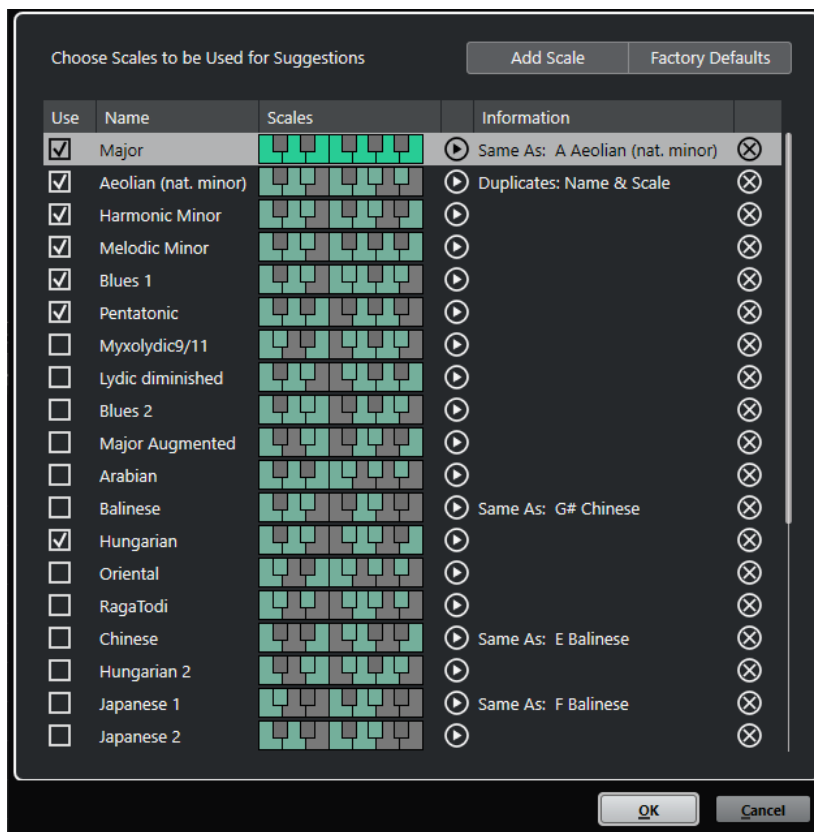 Choose Scales to be Used for Suggestions Add Scale Factory Defaults
Use Name Scales Information
Major Same As: A Aeolian (nat. minor)
Aeolian (nat. minor) Duplicates: Name & Scale
Harmonic Minor
Melodic Minor
Blues 1
Pentatonic
Myxolydic9/11
Lydic diminished
Blues 2
Major Augmented
Arabian
Balinese Same As: G# Chinese
Hungarian
Oriental
RagaTodi
Chinese Same As: E Balinese
Hungarian 2
Japanese 1 Same As: F Balinese
Japanese 2
OK Cancel